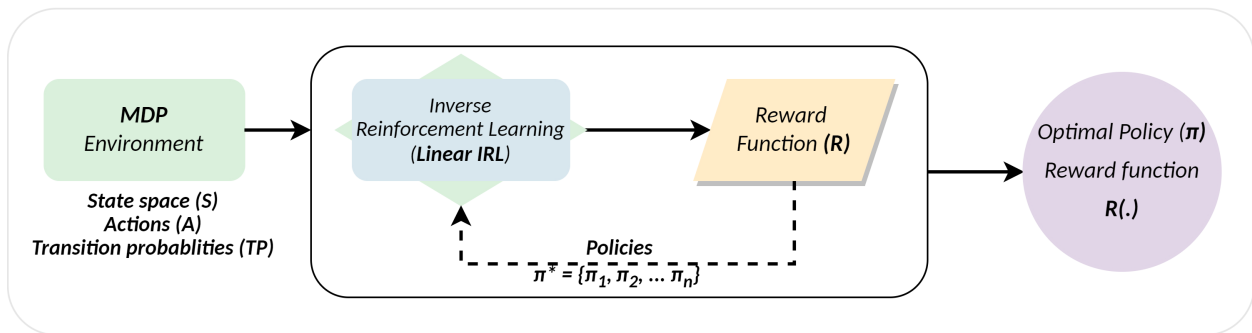 MDP
Environment
State space (S)
Actions (A)
Transition probablities (TP)
Inverse
Reinforcement Learning
(Linear IRL)
Reward
Function (R)
Policies
π* = {π1, π2, ... πn}
Optimal Policy (π)
Reward function
R(.)